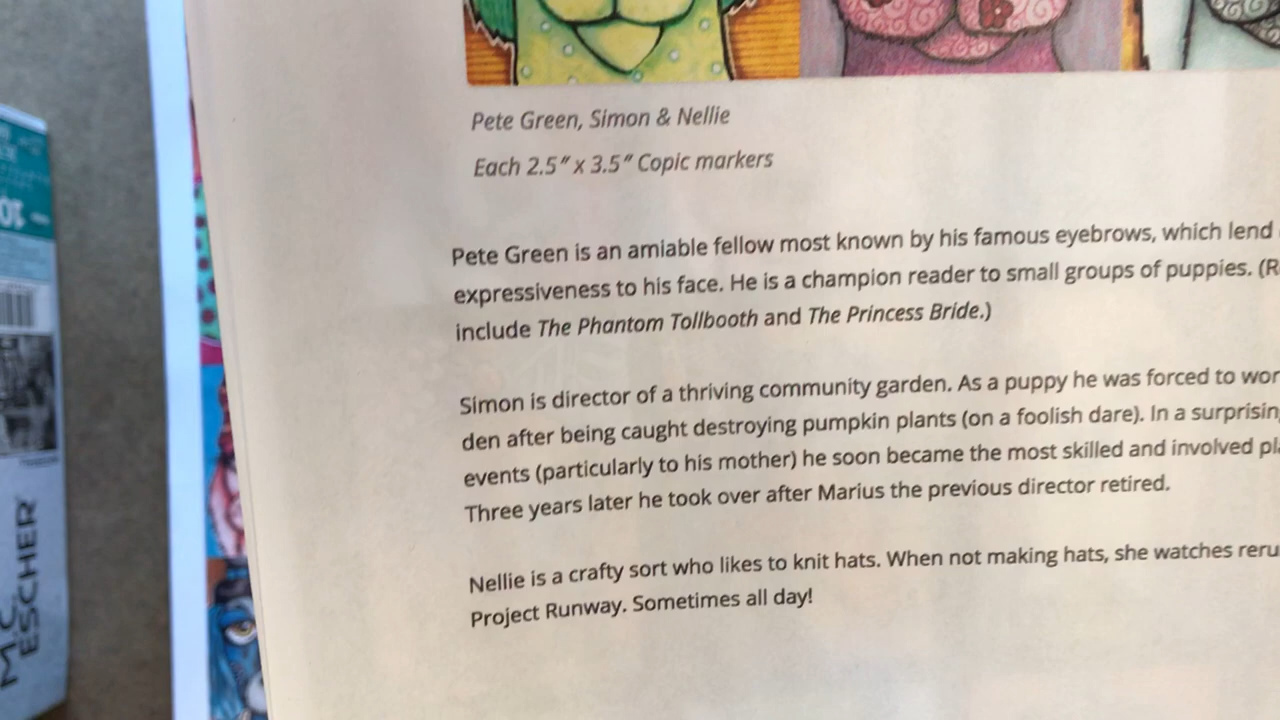 Pete Green, Simon & Nellie
Each 2.5" x 3.5" Copic markers
Pete Green is an amiable fellow most known by his famous eyebrows, which lend
expressiveness to his face. He is a champion reader to small groups of puppies. (R
include The Phantom Tollbooth and The Princess Bride.)
Simon is director of a thriving community garden. As a puppy he was forced to wor
den after being caught destroying pumpkin plants (on a foolish dare). In a surprisin
events (particularly to his mother) he soon became the most skilled and involved pl
Three years later he took over after Marius the previous director retired.
Nellie is a crafty sort who likes to knit hats. When not making hats, she watches reru
Project Runway. Sometimes all day!
10
M.C.
ESCHER